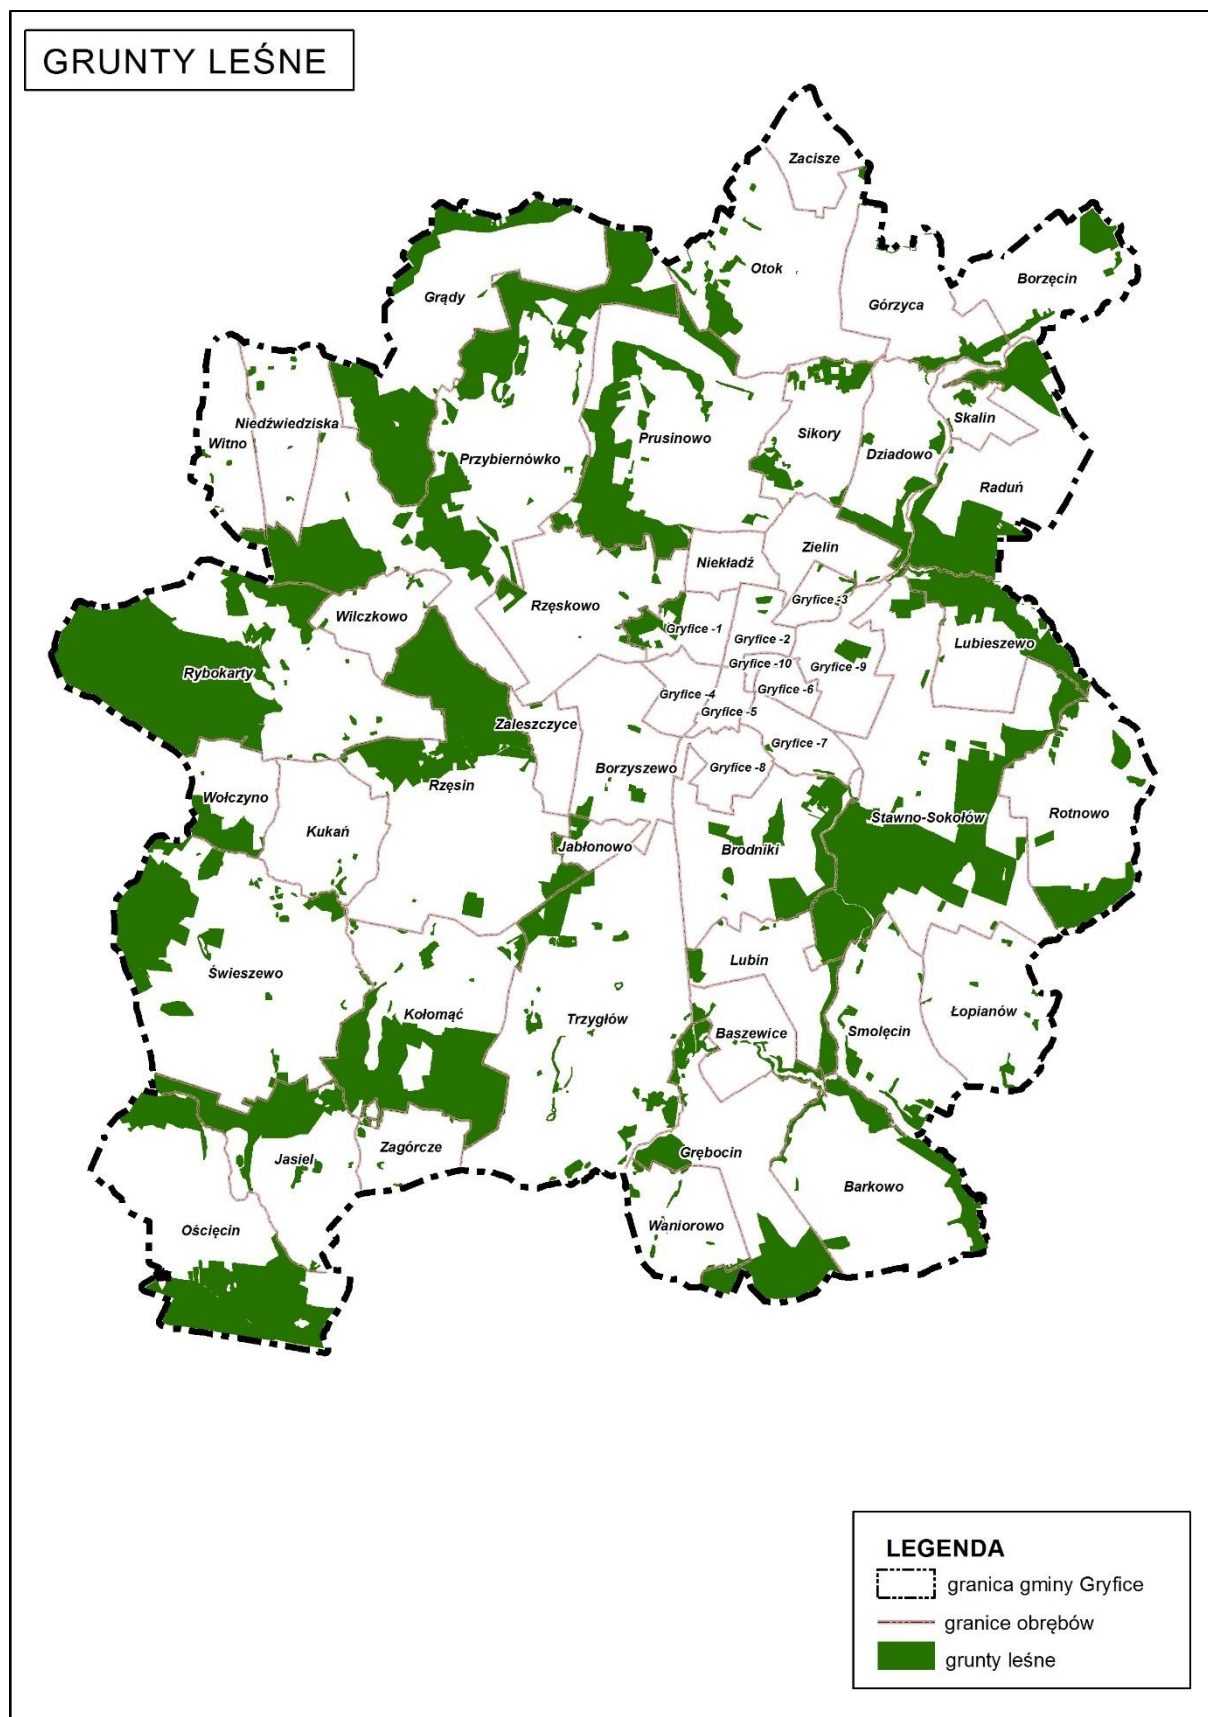 GRUNTY LEŚNE
Zacisze
Otok
Borzęcin
Grądy
Górzyca
Niedźwiedziska
Witno
Skalin
Prusinowo
Sikory
Dziadowo
Przybiernówko
Raduń
Zielin
Niekłądź
Rzęskowo
Gryfice -3
Wilczkowo
Gryfice -1
Gryfice -2
Lubieszewo
Gryfice -10
Gryfice -9
Rybokarty
Gryfice -6
Gryfice -4
Gryfice -5
Zaleszczyce
Gryfice -7
Borzyszewo
Gryfice -8
Rzęsin
Wołczyno
Rotnowo
Stawno-Sokołów
Kukań
Jabłonowo
Brodniki
Lubin
Świeszewo
Kołomąć
Łopianów
Trzygłów
Smolęcin
Baszewice
Zagórcze
Grębocin
Jasiel
Barkowo
Waniorowo
Ościęcin
LEGENDA
granica gminy Gryfice
granice obrębów
grunty leśne